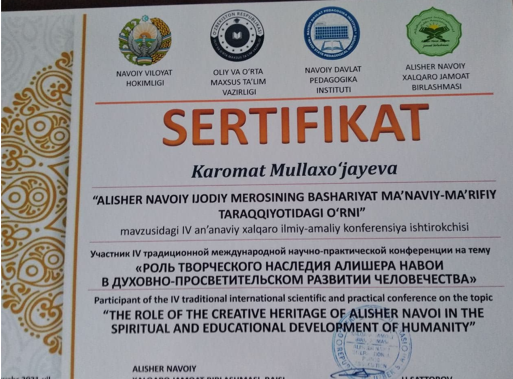 NAVOIY VILOYAT
HOKIMLIGI
OLIY VA O'RTA
MAXSUS TA'LIM
VAZIRLIGI
NAVOIY DAVLAT
PEDAGOGIKA
INSTITUTI
ALISHER NAVOIY
XALQARO JAMOAT
BIRLASHMASI
SERTIFIKAT
Karomat Mullaxo'jayeva
"ALISHER NAVOIY IJODIY MEROSINING BASHARIYAT MA'NAVIY-MA'RIFIY
TARAQQIYOTIDAGI O'RNI"
mavzusidagi IV an'anaviy xalqaro ilmiy-amaliy konferensiya ishtirokchisi
Участник IV традиционной международной научно-практической конференции на тему
«РОЛЬ ТВОРЧЕСКОГО НАСЛЕДИЯ АЛИШЕРА НАВОИ
В ДУХОВНО-ПРОСВЕТИТЕЛЬСКОМ РАЗВИТИИ ЧЕЛОВЕЧЕСТВА»
Participant of the IV traditional international scientific and practical conference on the topic
"THE ROLE OF THE CREATIVE HERITAGE OF ALISHER NAVOI IN THE
SPIRITUAL AND EDUCATIONAL DEVELOPMENT OF HUMANITY"
ALISHER NAVOIY